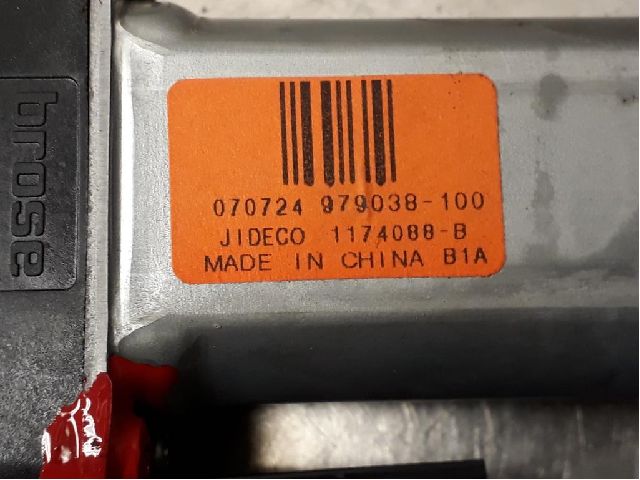 brose
070724 979038-100
JIDECO 1174088-B
MADE IN CHINA B1A